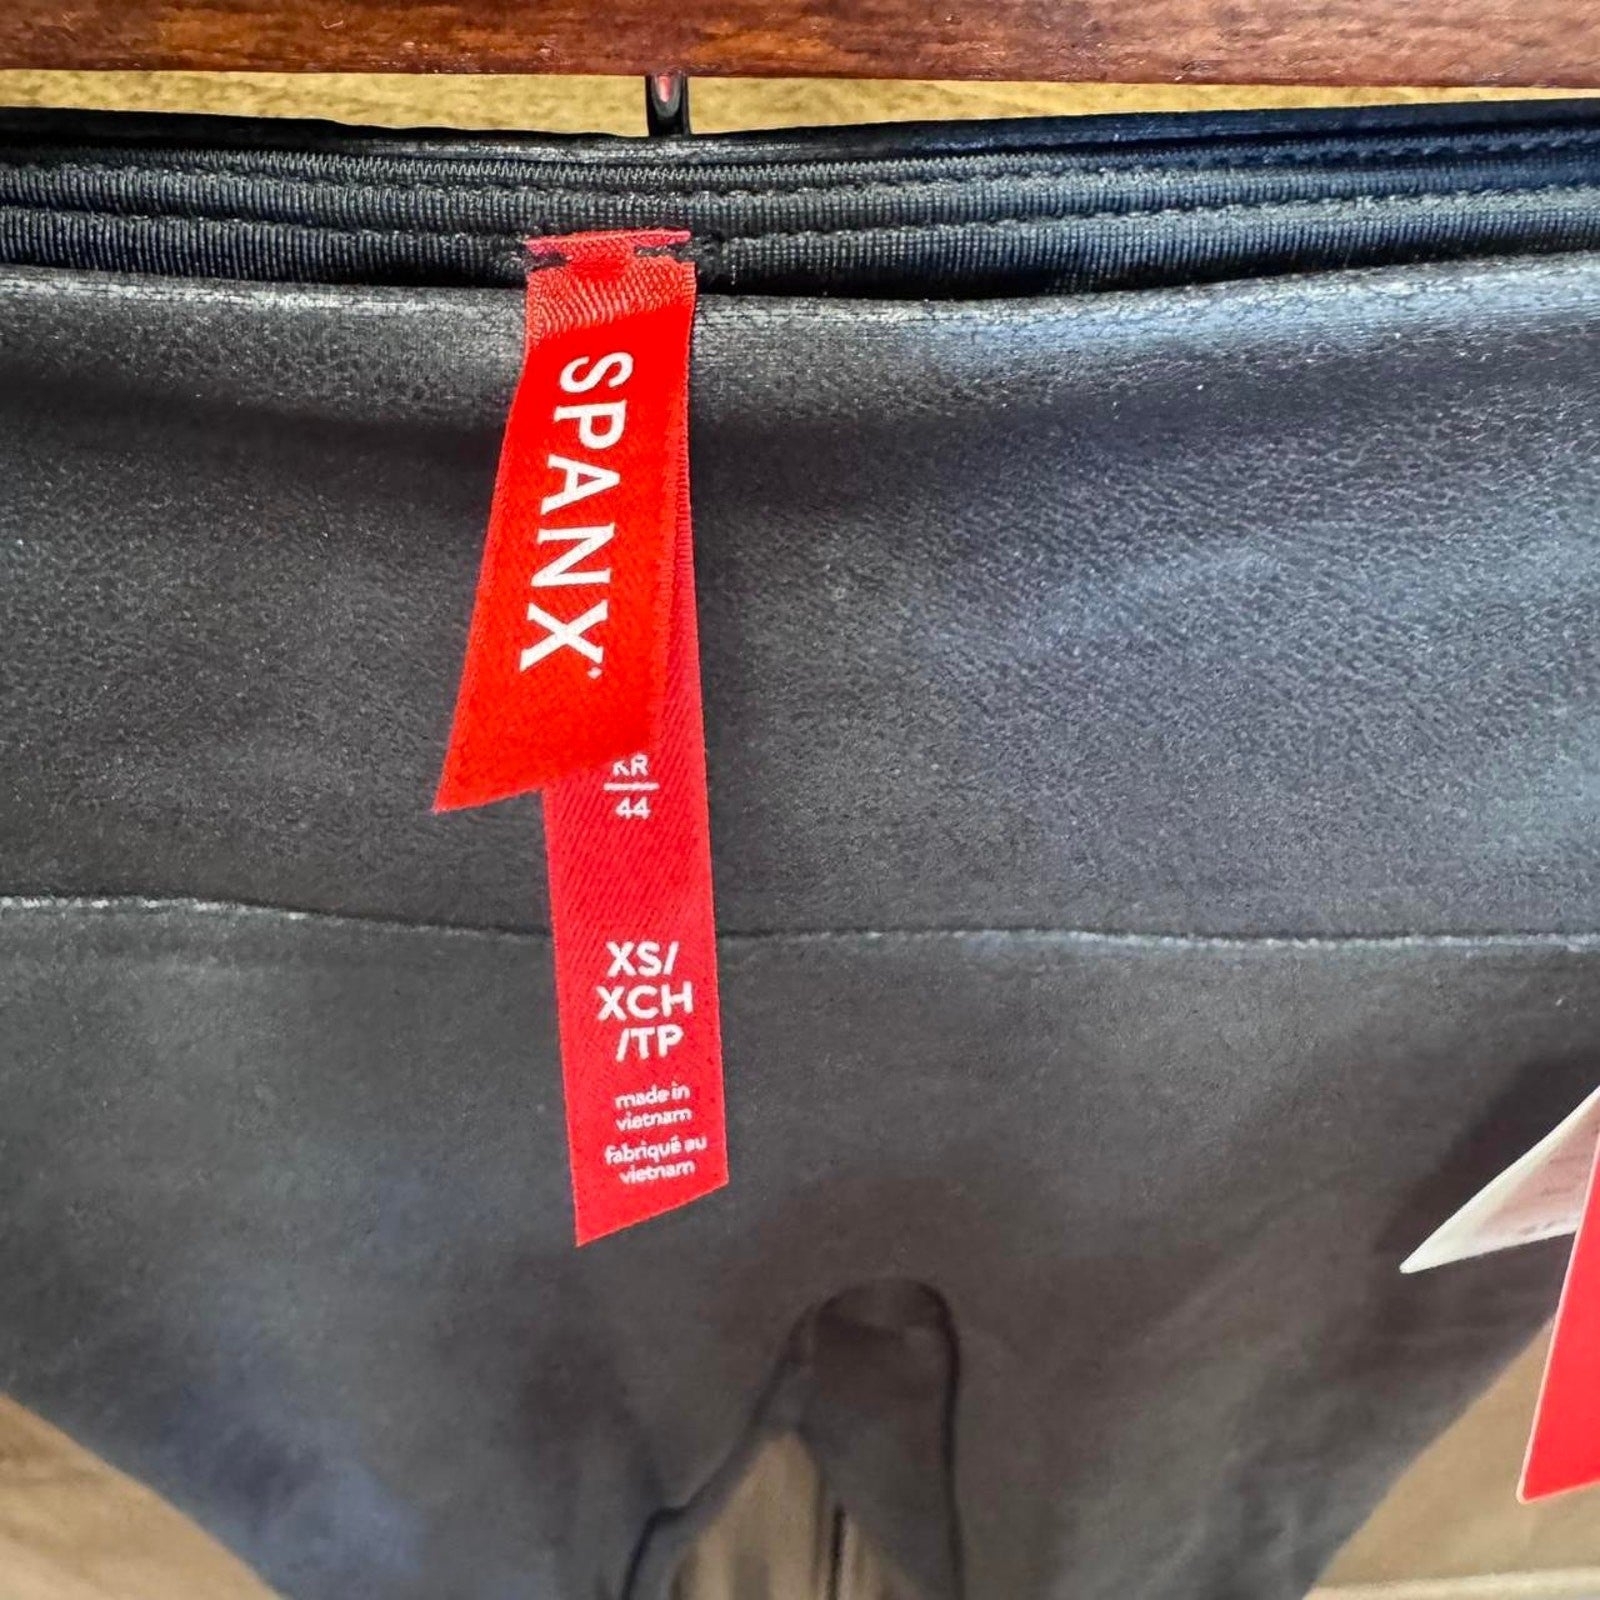 SPANX
KR
44
XS/
XCH
/TP
made in
vietnam
fabriqué au
vietnam